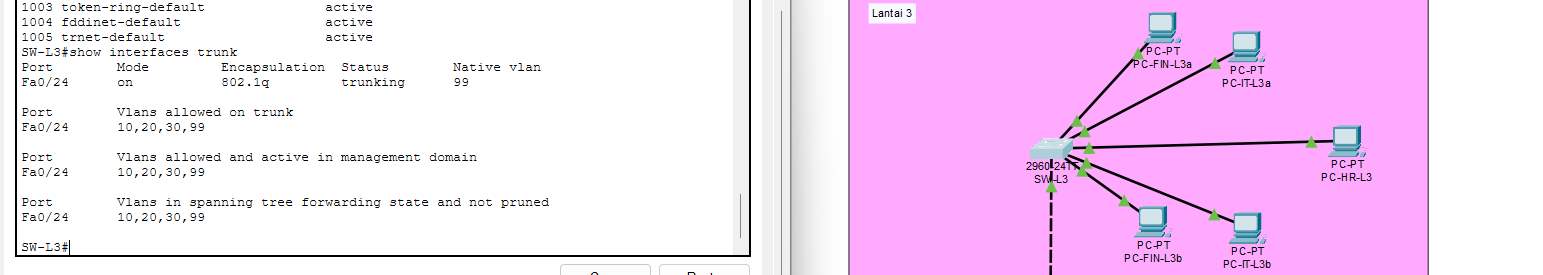 1003 token-ring-default active
1004 fddinet-default active
1005 trnet-default active
SW-L3#show interfaces trunk
Port Mode Encapsulation Status Native vlan
Fa0/24 on 802.1q trunking 99
Port Vlans allowed on trunk
Fa0/24 10,20,30,99
Port Vlans allowed and active in management domain
Fa0/24 10,20,30,99
Port Vlans in spanning tree forwarding state and not pruned
Fa0/24 10,20,30,99
SW-L3#
Lantai 3
PC-PT
PC-FIN-L3a
PC-PT
PC-IT-L3a
PC-PT
PC-HR-L3
2960-24TT
SW-L3
PC-PT
PC-FIN-L3b
PC-PT
PC-IT-L3b